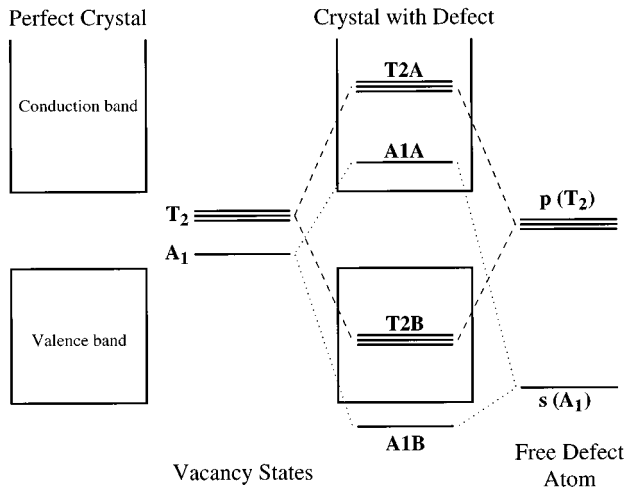 Perfect Crystal
Crystal with Defect
Conduction band
T2A
A1A
T₂
A₁
p (T₂)
Valence band
T2B
s (A₁)
A1B
Vacancy States
Free Defect
Atom